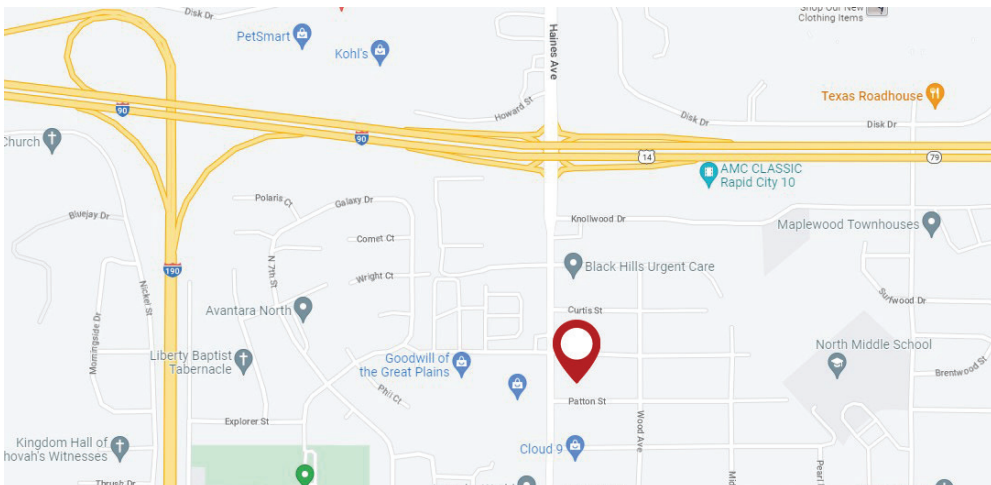 Disk Dr
Shop Our New
Clothing Items
PetSmart
Kohl's
Haines Ave
Texas Roadhouse
90
Howard St
Disk Dr
Disk Dr
Church
90
14
79
AMC CLASSIC
Rapid City 10
Polaris Ct
Galaxy Dr
Bluejay Dr
Knollwood Dr
Maplewood Townhouses
Comet Ct
N 7th St
190
Wright Ct
Black Hills Urgent Care
Nickel St
Surfwood Dr
Avantara North
Curtis St
Morningside Dr
Liberty Baptist
Tabernacle
Goodwill of
the Great Plains
North Middle School
Brentwood St
Phil Ct
Patton St
Explorer St
Wood Ave
Kingdom Hall of
hovah's Witnesses
Cloud 9
Thrush Dr
Mid
Pearl